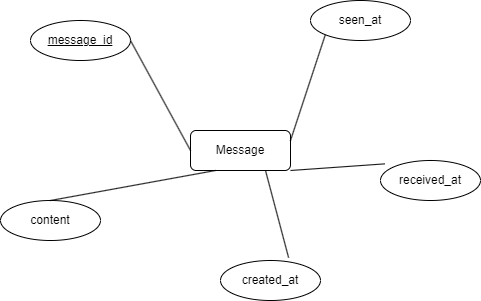 seen_at
message_id
Message
received_at
content
created_at